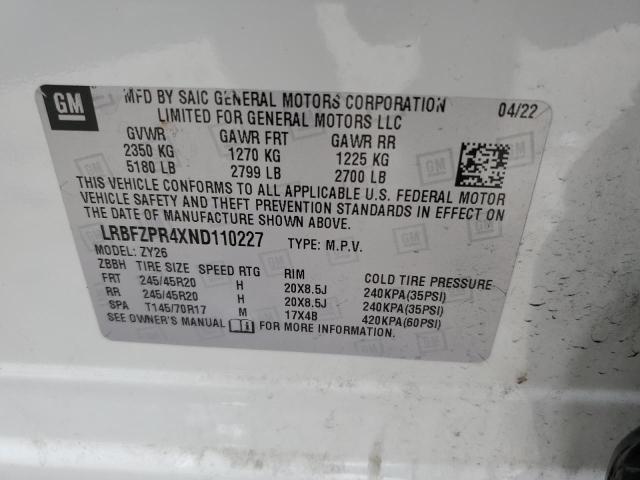 GM
MFD BY SAIC GENERAL MOTORS CORPORATION 04/22
LIMITED FOR GENERAL MOTORS LLC
GVWR GAWR FRT GAWR RR
2350 KG 1270 KG 1225 KG
5180 LB 2799 LB 2700 LB
THIS VEHICLE CONFORMS TO ALL APPLICABLE U.S. FEDERAL MOTOR
VEHICLE SAFETY AND THEFT PREVENTION STANDARDS IN EFFECT ON
THE DATE OF MANUFACTURE SHOWN ABOVE.
LRBFZPR4XND110227 TYPE: M.P.V.
MODEL: ZY26
ZBBH TIRE SIZE SPEED RTG RIM COLD TIRE PRESSURE
FRT 245/45R20 H 20X8.5J 240KPA(35PSI)
RR 245/45R20 H 20X8.5J 240KPA(35PSI)
SPA T145/70R17 M 17X4B 420KPA(60PSI)
SEE OWNER'S MANUAL FOR MORE INFORMATION.